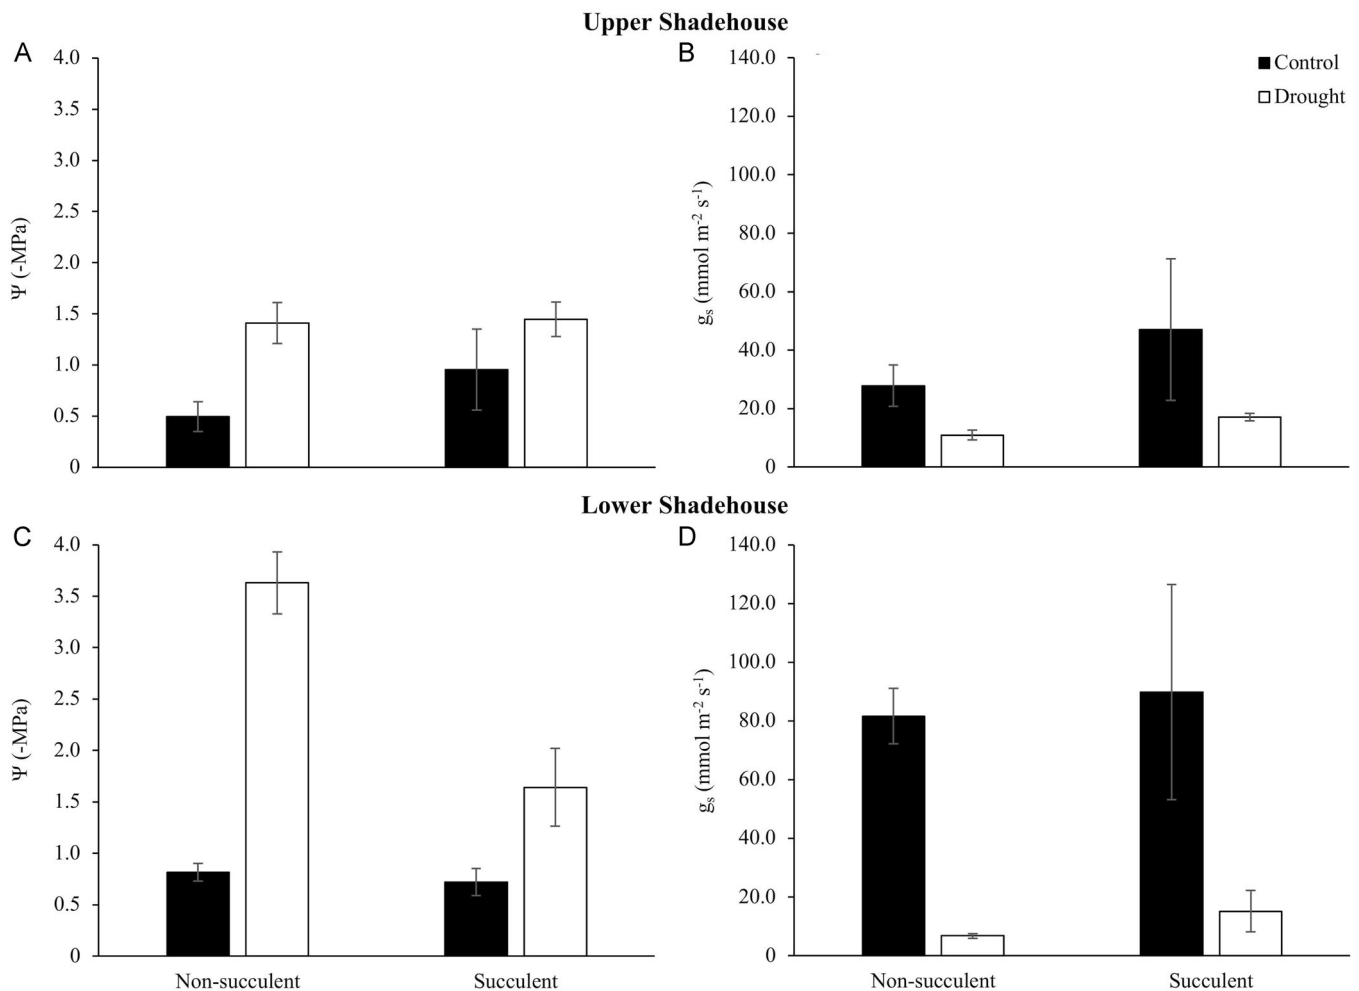 Upper Shadehouse
A
4.0
3.5
3.0
2.5
2.0
1.5
1.0
0.5
0
Ψ (-MPa)
B
140.0
120.0
100.0
80.0
60.0
40.0
20.0
0
gs (mmol m-2 s-1)
Control
Drought
Lower Shadehouse
C
4.0
3.5
3.0
2.5
2.0
1.5
1.0
0.5
0
Ψ (-MPa)
Non-succulent
Succulent
D
140.0
120.0
100.0
80.0
60.0
40.0
20.0
0
gs (mmol m-2 s-1)
Non-succulent
Succulent